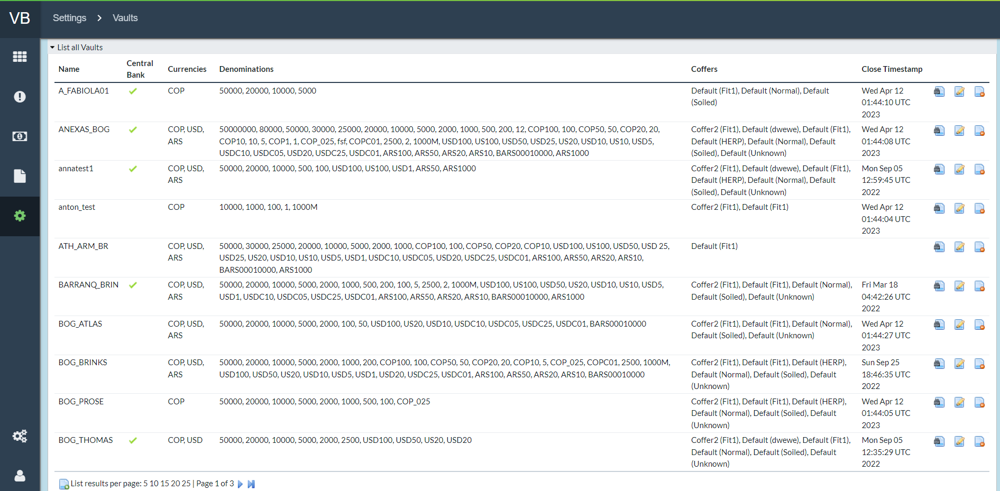 VB
Settings
Vaults
List all Vaults
Name
Central
Bank
Currencies
Denominations
Coffers
Close Timestamp
A_FABIOLA01
COP
50000, 20000, 10000, 5000
Default (Fit1), Default (Normal), Default
(Soiled)
Wed Apr 12
01:44:10 UTC
2023
ANEXAS_BOG
COP, USD,
ARS
50000000, 80000, 50000, 30000, 25000, 20000, 10000, 5000, 2000, 1000, 500, 200, 12, COP100, 100, COP50, 50, COP20, 20,
COP10, 10, 5, COP1, 1, COP_025, fsf, COPC01, 2500, 2, 1000M, USD100, US100, USD50, USD25, US20, USD10, US10, USD5,
USDC10, USDC05, USD20, USDC25, USDC01, ARS100, ARS50, ARS20, ARS10, BARS00010000, ARS1000
Coffer2 (Fit1), Default (dwewe), Default (Fit1),
Default (HERP), Default (Normal), Default
(Soiled), Default (Unknown)
Wed Apr 12
01:44:08 UTC
2023
annatest1
COP, USD,
ARS
50000, 20000, 10000, 500, 100, USD100, US100, USD1, ARS50, ARS1000
Coffer2 (Fit1), Default (dwewe), Default (Fit1),
Default (HERP), Default (Normal), Default
(Soiled), Default (Unknown)
Mon Sep 05
12:59:45 UTC
2022
anton_test
COP
10000, 1000, 100, 1, 1000M
Coffer2 (Fit1), Default (Fit1)
Wed Apr 12
01:44:04 UTC
2023
ATH_ARM_BR
COP, USD,
ARS
50000, 30000, 25000, 20000, 10000, 5000, 2000, 1000, COP100, 100, COP50, COP20, COP10, USD100, US100, USD50, USD 25,
USD25, US20, USD10, US10, USD5, USD1, USDC10, USDC05, USD20, USDC25, USDC01, ARS100, ARS50, ARS20, ARS10,
BARS00010000, ARS1000
Default (Fit1)
BARRANQ_BRIN
COP, USD,
ARS
50000, 20000, 10000, 5000, 2000, 1000, 500, 200, 100, 5, 2500, 2, 1000M, USD100, US100, USD50, US20, USD10, US10, USD5,
USD1, USDC10, USDC05, USDC25, USDC01, ARS100, ARS50, ARS20, ARS10, BARS00010000, ARS1000
Coffer2 (Fit1), Default (Fit1), Default (Normal),
Default (Soiled), Default (Unknown)
Fri Mar 18
04:42:26 UTC
2022
BOG_ATLAS
COP, USD,
ARS
50000, 20000, 10000, 5000, 2000, 100, 50, USD100, US20, USD10, USDC10, USDC05, USDC25, USDC01, BARS00010000
Coffer2 (Fit1), Default (Fit1), Default (Normal),
Default (Soiled), Default (Unknown)
Wed Apr 12
01:44:27 UTC
2023
BOG_BRINKS
COP, USD,
ARS
50000, 20000, 10000, 5000, 2000, 1000, 200, COP100, 100, COP50, 50, COP20, 20, COP10, 5, COP_025, COPC01, 2500, 1000M,
USD100, USD50, US20, USD10, USD5, USD1, USD20, USDC25, USDC01, ARS100, ARS50, ARS20, ARS10, BARS00010000
Coffer2 (Fit1), Default (Fit1), Default (HERP),
Default (Normal), Default (Soiled), Default
(Unknown)
Sun Sep 25
18:46:35 UTC
2022
BOG_PROSE
COP
50000, 20000, 10000, 5000, 2000, 1000, 500, 100, COP_025
Coffer2 (Fit1), Default (Fit1), Default (HERP),
Default (Normal), Default (Soiled), Default
(Unknown)
Wed Apr 12
01:44:05 UTC
2023
BOG_THOMAS
COP, USD
50000, 20000, 10000, 5000, 2000, 2500, USD100, USD50, US20, USD20
Coffer2 (Fit1), Default (dwewe), Default (Fit1),
Default (Normal), Default (Soiled), Default
(Unknown)
Mon Sep 05
12:35:29 UTC
2022
List results per page: 5 10 15 20 25 | Page 1 of 3